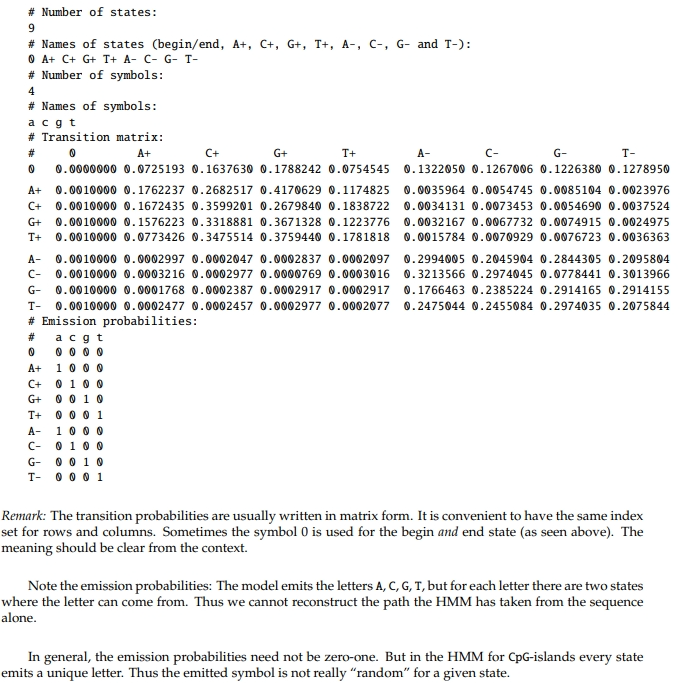 # Number of states:
9
# Names of states (begin/end, A+, C+, G+, T+, A-, C-, G- and T-):
0 A+ C+ G+ T+ A- C- G- T-
# Number of symbols:
4
# Names of symbols:
a c g t
# Transition matrix:
# 0 A+ C+ G+ T+ A- C- G- T-
0 0.0000000 0.0725193 0.1637630 0.1788242 0.0754545 0.1322050 0.1267006 0.1226380 0.1278950
A+ 0.0010000 0.1762237 0.2682517 0.4170629 0.1174825 0.0035964 0.0054745 0.0085104 0.0023976
C+ 0.0010000 0.1672435 0.3599201 0.2679840 0.1838722 0.0034131 0.0073453 0.0054690 0.0037524
G+ 0.0010000 0.1576223 0.3318881 0.3671328 0.1223776 0.0032167 0.0067732 0.0074915 0.0024975
T+ 0.0010000 0.0773426 0.3475514 0.3759440 0.1781818 0.0015784 0.0070929 0.0076723 0.0036363
A- 0.0010000 0.0002997 0.0002047 0.0002837 0.0002097 0.2994005 0.2045904 0.2844305 0.2095804
C- 0.0010000 0.0003216 0.0002977 0.0000769 0.0003016 0.3213566 0.2974045 0.0778441 0.3013966
G- 0.0010000 0.0001768 0.0002387 0.0002917 0.0002917 0.1766463 0.2385224 0.2914165 0.2914155
T- 0.0010000 0.0002477 0.0002457 0.0002977 0.0002077 0.2475044 0.2455084 0.2974035 0.2075844
# Emission probabilities:
# a c g t
0 0 0 0 0
A+ 1 0 0 0
C+ 0 1 0 0
G+ 0 0 1 0
T+ 0 0 0 1
A- 1 0 0 0
C- 0 1 0 0
G- 0 0 1 0
T- 0 0 0 1
Remark: The transition probabilities are usually written in matrix form. It is convenient to have the same index
set for rows and columns. Sometimes the symbol 0 is used for the begin and end state (as seen above). The
meaning should be clear from the context.
Note the emission probabilities: The model emits the letters A, C, G, T, but for each letter there are two states
where the letter can come from. Thus we cannot reconstruct the path the HMM has taken from the sequence
alone.
In general, the emission probabilities need not be zero-one. But in the HMM for CpG-islands every state
emits a unique letter. Thus the emitted symbol is not really “random” for a given state.